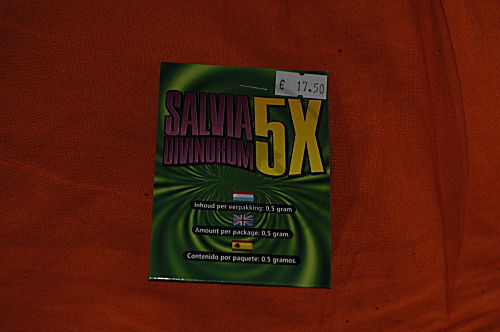 € 17.50
SALVIA
DIVINORUM
5X
Inhoud per verpakking: 0,5 gram
Amount per package: 0,5 gram.
Contenido por paquete: 0,5 gramos.